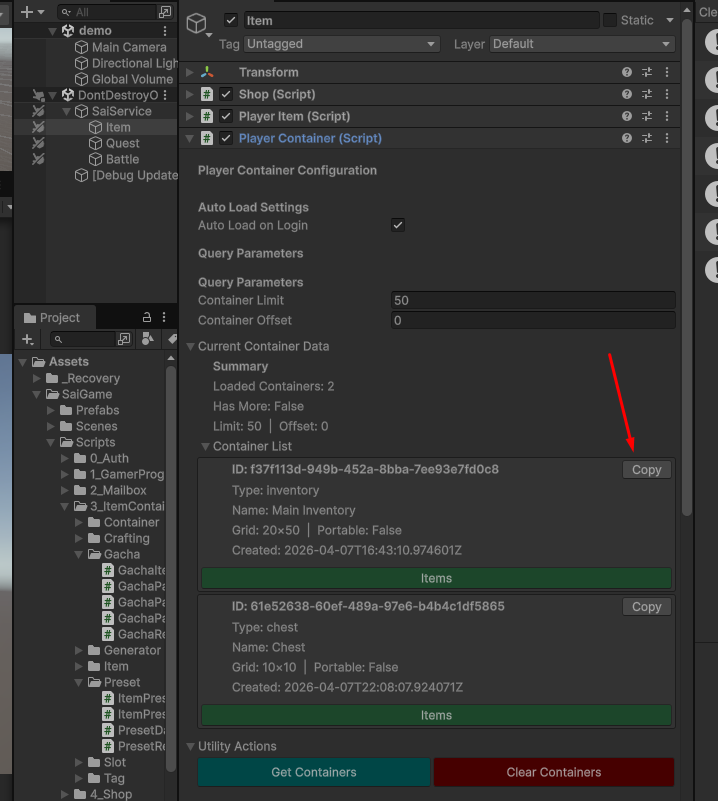 All
demo
Main Camera
Directional Ligh
Global Volume
DontDestroyO
SaiService
Item
Quest
Battle
[Debug Update
Project
Assets
_Recovery
SaiGame
Prefabs
Scenes
Scripts
0_Auth
1_GamerProg
2_Mailbox
3_ItemContai
Container
Crafting
Gacha
GachaIte
GachaPa
GachaPa
GachaPa
GachaRe
Generator
Item
Preset
ItemPres
ItemPres
PresetDa
PresetRe
Slot
Tag
4_Shop
Item
Static
Tag Untagged Layer Default
Transform
Shop (Script)
Player Item (Script)
Player Container (Script)
Player Container Configuration
Auto Load Settings
Auto Load on Login
Query Parameters
Query Parameters
Container Limit 50
Container Offset 0
Current Container Data
Summary
Loaded Containers: 2
Has More: False
Limit: 50 | Offset: 0
Container List
ID: f37f113d-949b-452a-8bba-7ee93e7fd0c8 Copy
Type: inventory
Name: Main Inventory
Grid: 20×50 | Portable: False
Created: 2026-04-07T16:43:10.974601Z
Items
ID: 61e52638-60ef-489a-97e6-b4b4c1df5865 Copy
Type: chest
Name: Chest
Grid: 10×10 | Portable: False
Created: 2026-04-07T22:08:07.924071Z
Items
Utility Actions
Get Containers Clear Containers
Cle